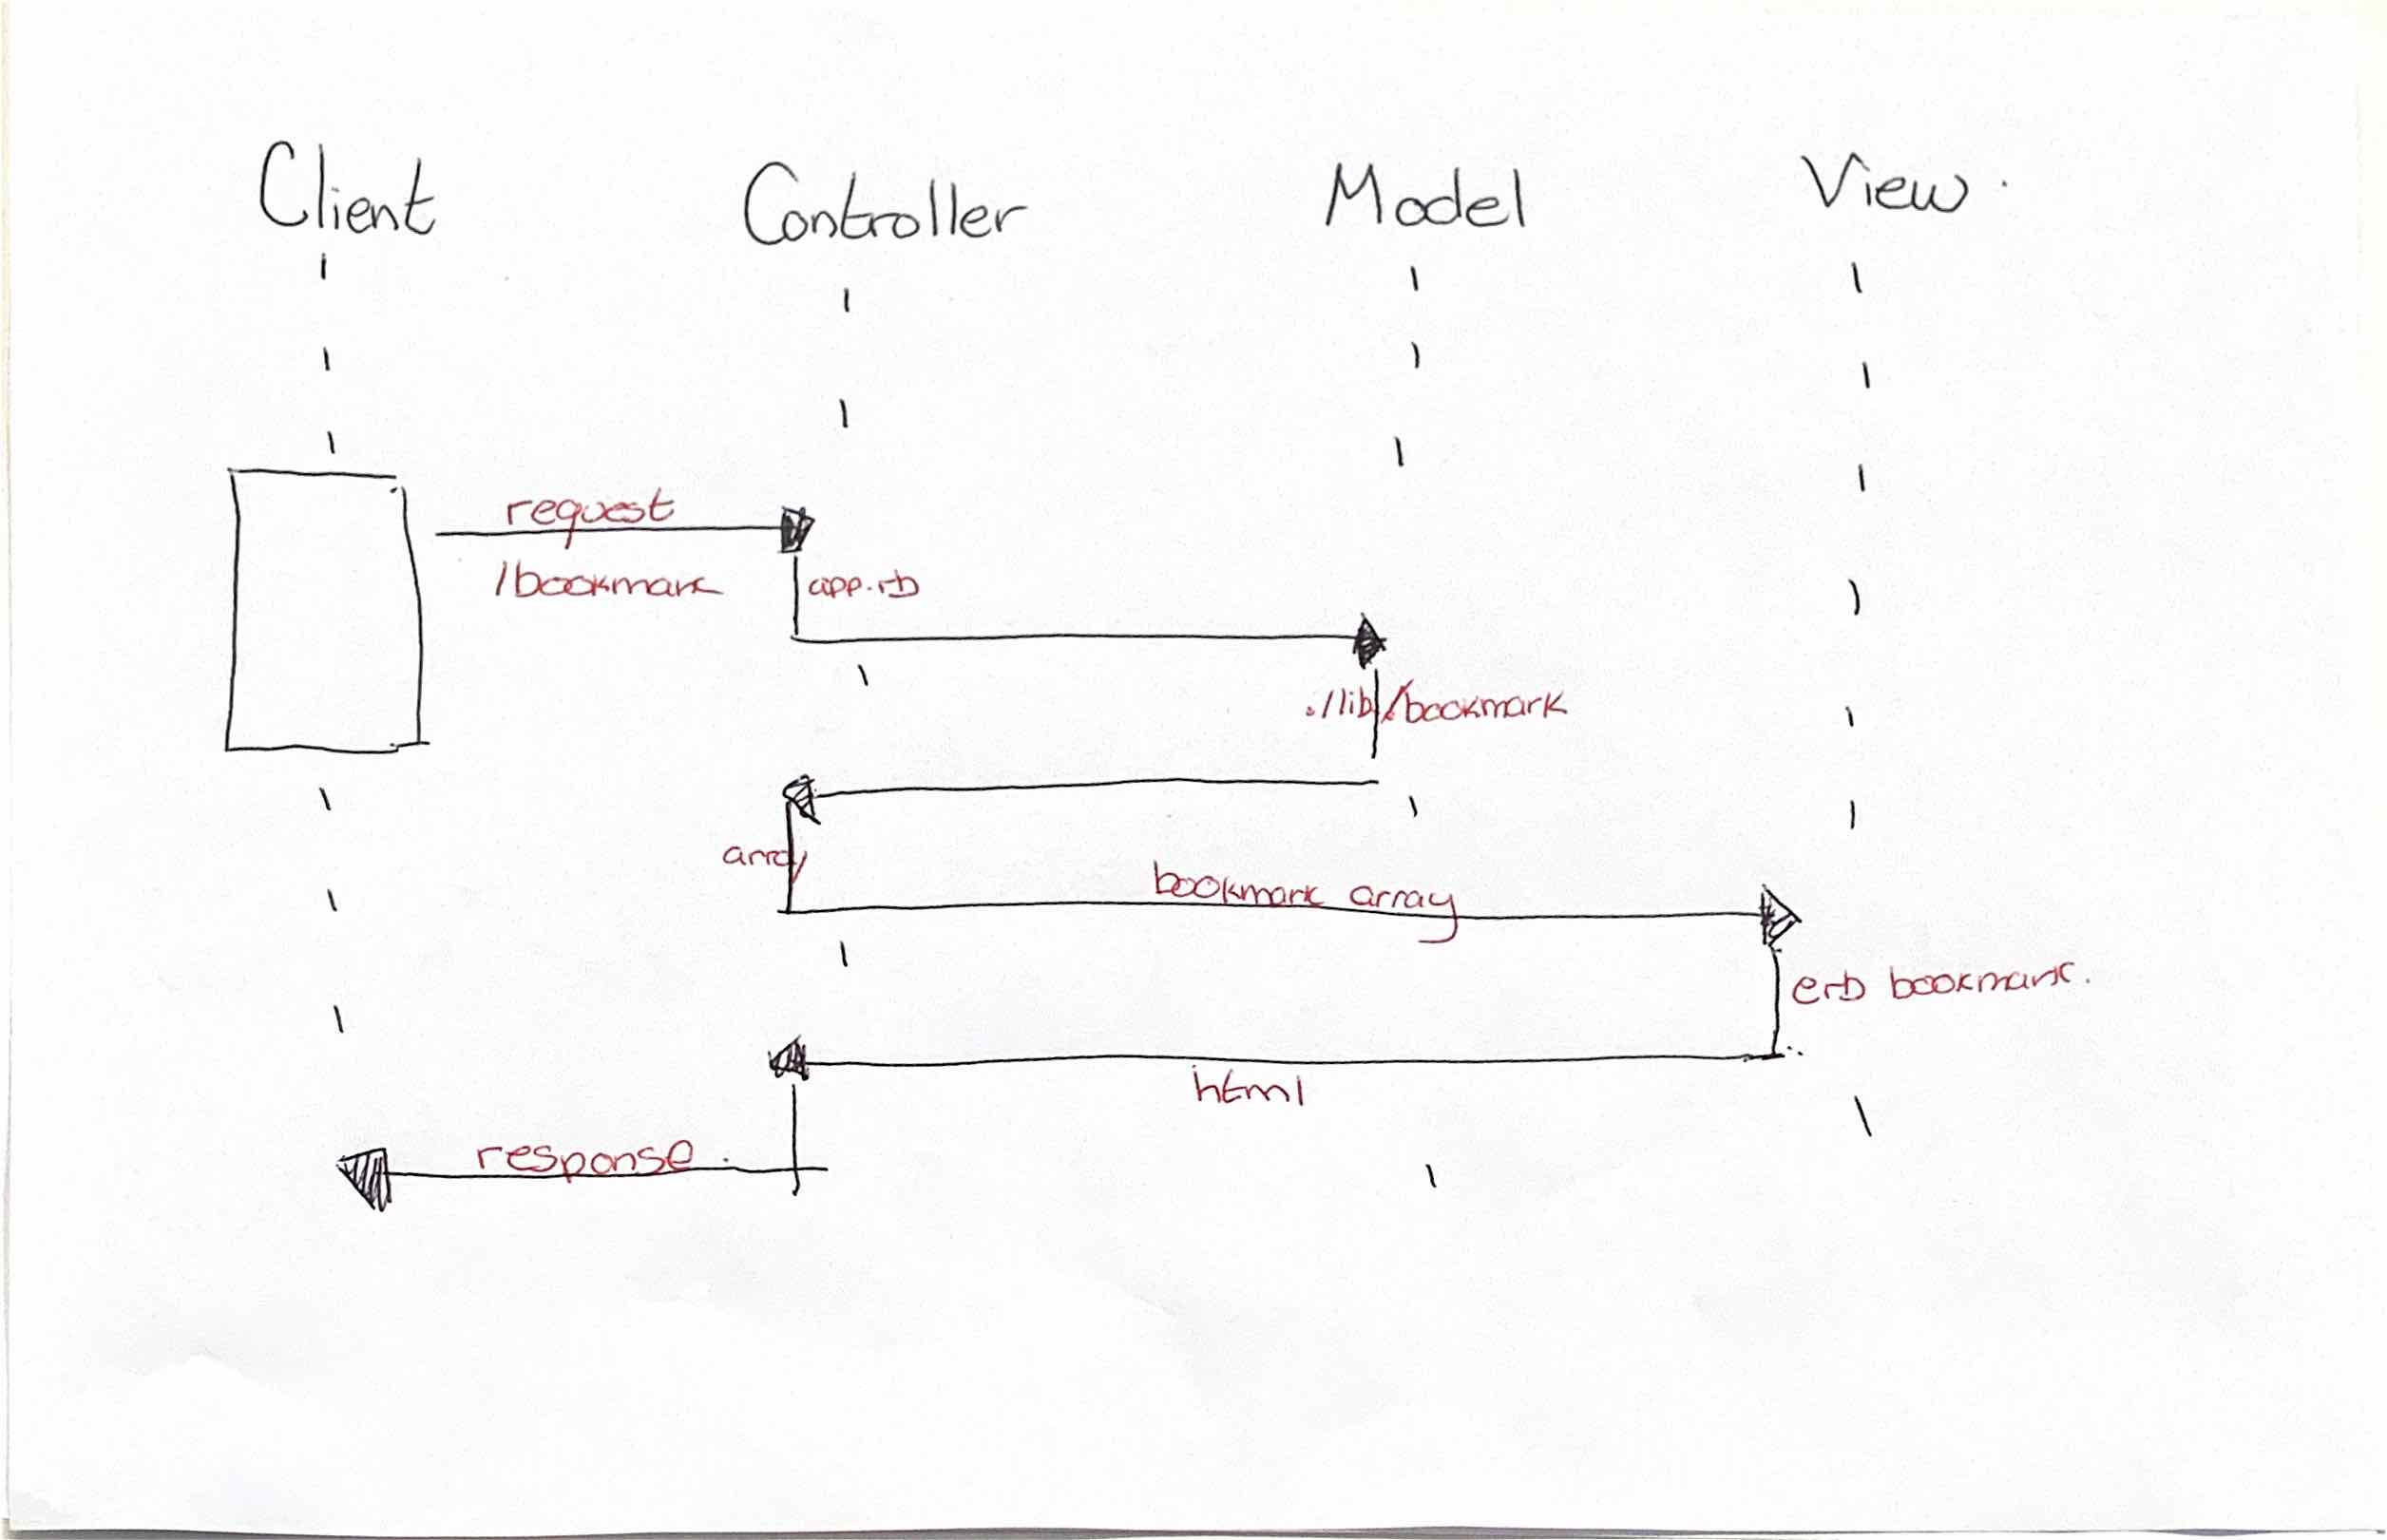 Client Controller Model View.
request
/bookmark
app.rb
./lib/bookmark
array
bookmark array
erb bookmark.
html
response.